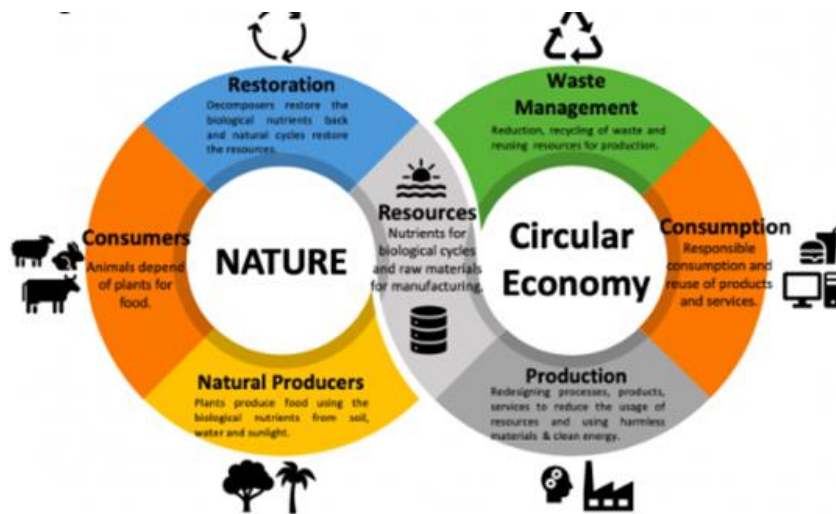 Restoration
Decomposers restore the
biological nutrients back
and natural cycles restore
the resources.
Consumers
Animals depend
of plants for
food.
NATURE
Natural Producers
Plants produce food using the
biological nutrients from soil,
water and sunlight.
Resources
Nutrients for
biological cycles
and raw materials
for manufacturing.
Waste
Management
Reduction, recycling of waste and
reusing resources for production.
Circular
Economy
Consumption
Responsible
consumption and
reuse of products
and services.
Production
Redesigning processes, products,
services to reduce the usage of
resources and using harmless
materials & clean energy.